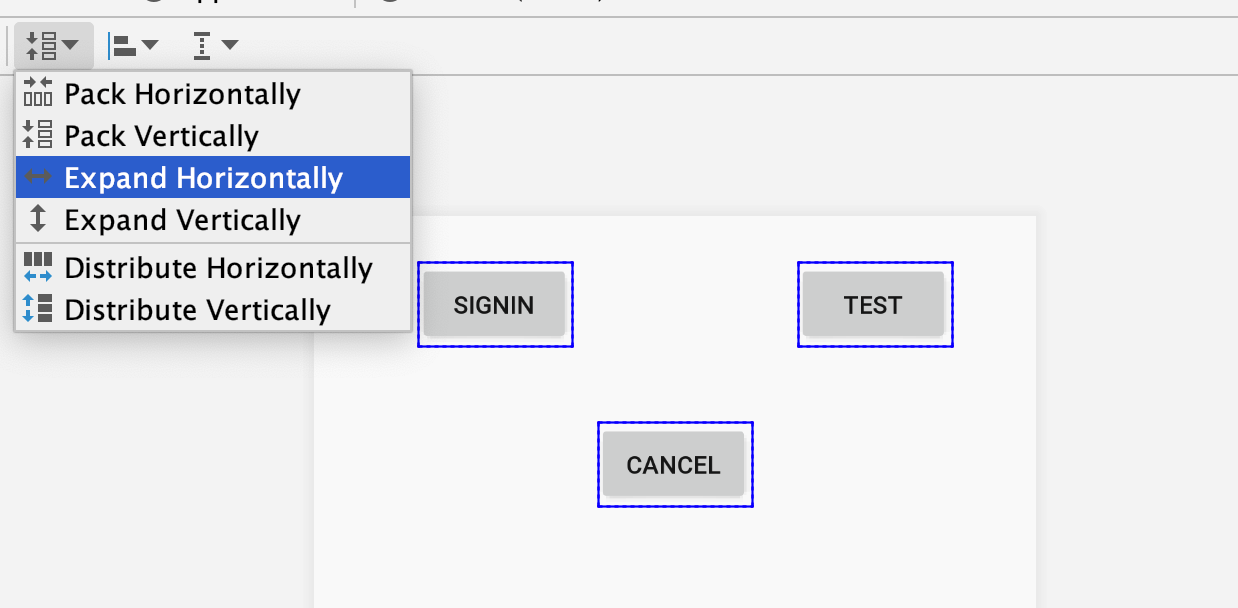 Pack Horizontally
Pack Vertically
Expand Horizontally
Expand Vertically
Distribute Horizontally
Distribute Vertically
SIGNIN
TEST
CANCEL